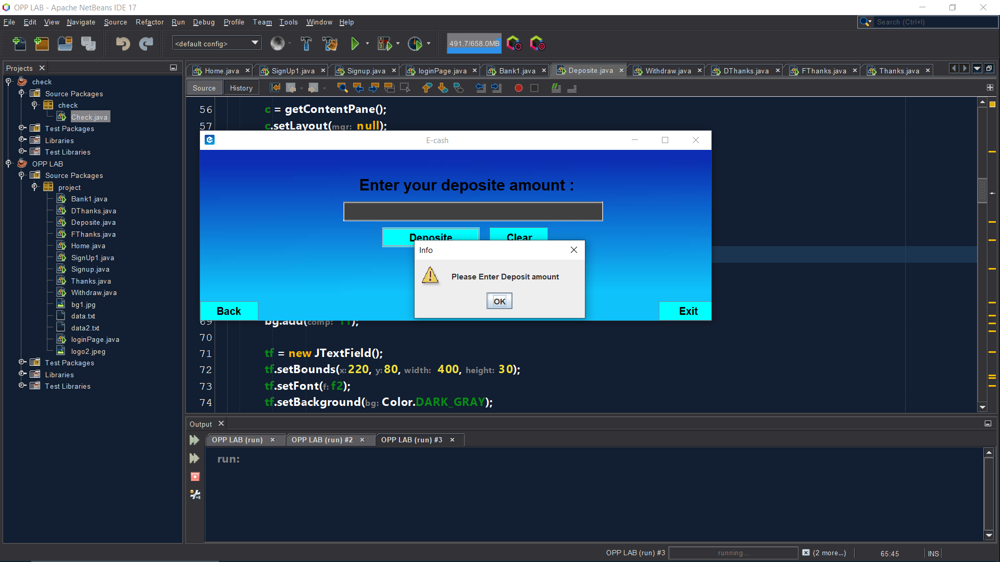 OPP LAB - Apache NetBeans IDE 17
File Edit View Navigate Source Refactor Run Debug Profile Team Tools Window Help
Search (Ctrl+I)
<default config>
491.7/658.0MB
Projects
check
Source Packages
check
Check.java
Test Packages
Libraries
Test Libraries
OPP LAB
Source Packages
project
Bank1.java
DThanks.java
Deposite.java
FThanks.java
Home.java
SignUp1.java
Signup.java
Thanks.java
Withdraw.java
bg1.jpg
data.txt
data2.txt
loginPage.java
logo2.jpeg
Test Packages
Libraries
Test Libraries
Home.java SignUp1.java Signup.java loginPage.java Bank1.java Deposite.java Withdraw.java DThanks.java FThanks.java Thanks.java
Source History
56 c = getContentPane();
57 c.setLayout(mgr: null);
E-cash
Enter your deposite amount :
Deposite Clear
Info
Please Enter Deposit amount
OK
Back Exit
69 bg.add(comp: );
70
71 tf = new JTextField();
72 tf.setBounds(x: 220, y: 80, width: 400, height: 30);
73 tf.setFont(f: f2);
74 tf.setBackground(bg: Color.DARK_GRAY);
Output
OPP LAB (run) OPP LAB (run) #2 OPP LAB (run) #3
run:
OPP LAB (run) #3 running... (2 more...) 65:45 INS